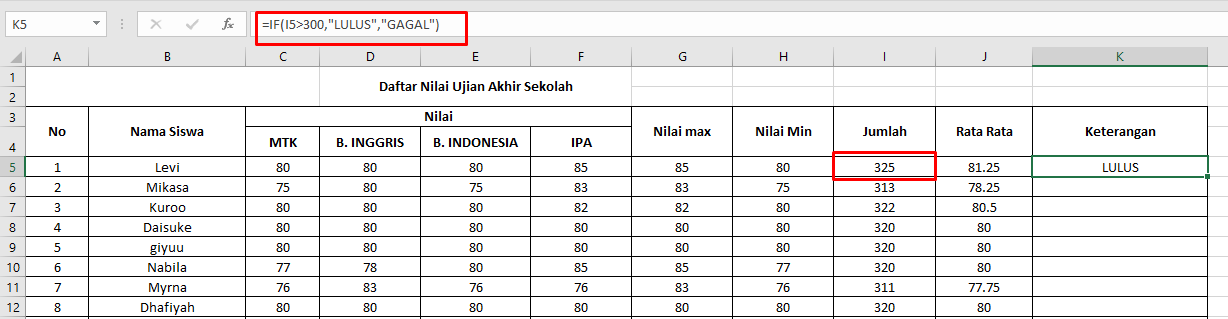 K5 fx =IF(I5>300,"LULUS","GAGAL")
A B C D E F G H I J K
1
2 Daftar Nilai Ujian Akhir Sekolah
3 No Nama Siswa Nilai Nilai max Nilai Min Jumlah Rata Rata Keterangan
4 MTK B. INGGRIS B. INDONESIA IPA
5 1 Levi 80 80 80 85 85 80 325 81.25 LULUS
6 2 Mikasa 75 80 75 83 83 75 313 78.25
7 3 Kuroo 80 80 80 82 82 80 322 80.5
8 4 Daisuke 80 80 80 80 80 80 320 80
9 5 giyuu 80 80 80 80 80 80 320 80
10 6 Nabila 77 78 80 85 85 77 320 80
11 7 Myrna 76 83 76 76 83 76 311 77.75
12 8 Dhafiyah 80 80 80 80 80 80 320 80